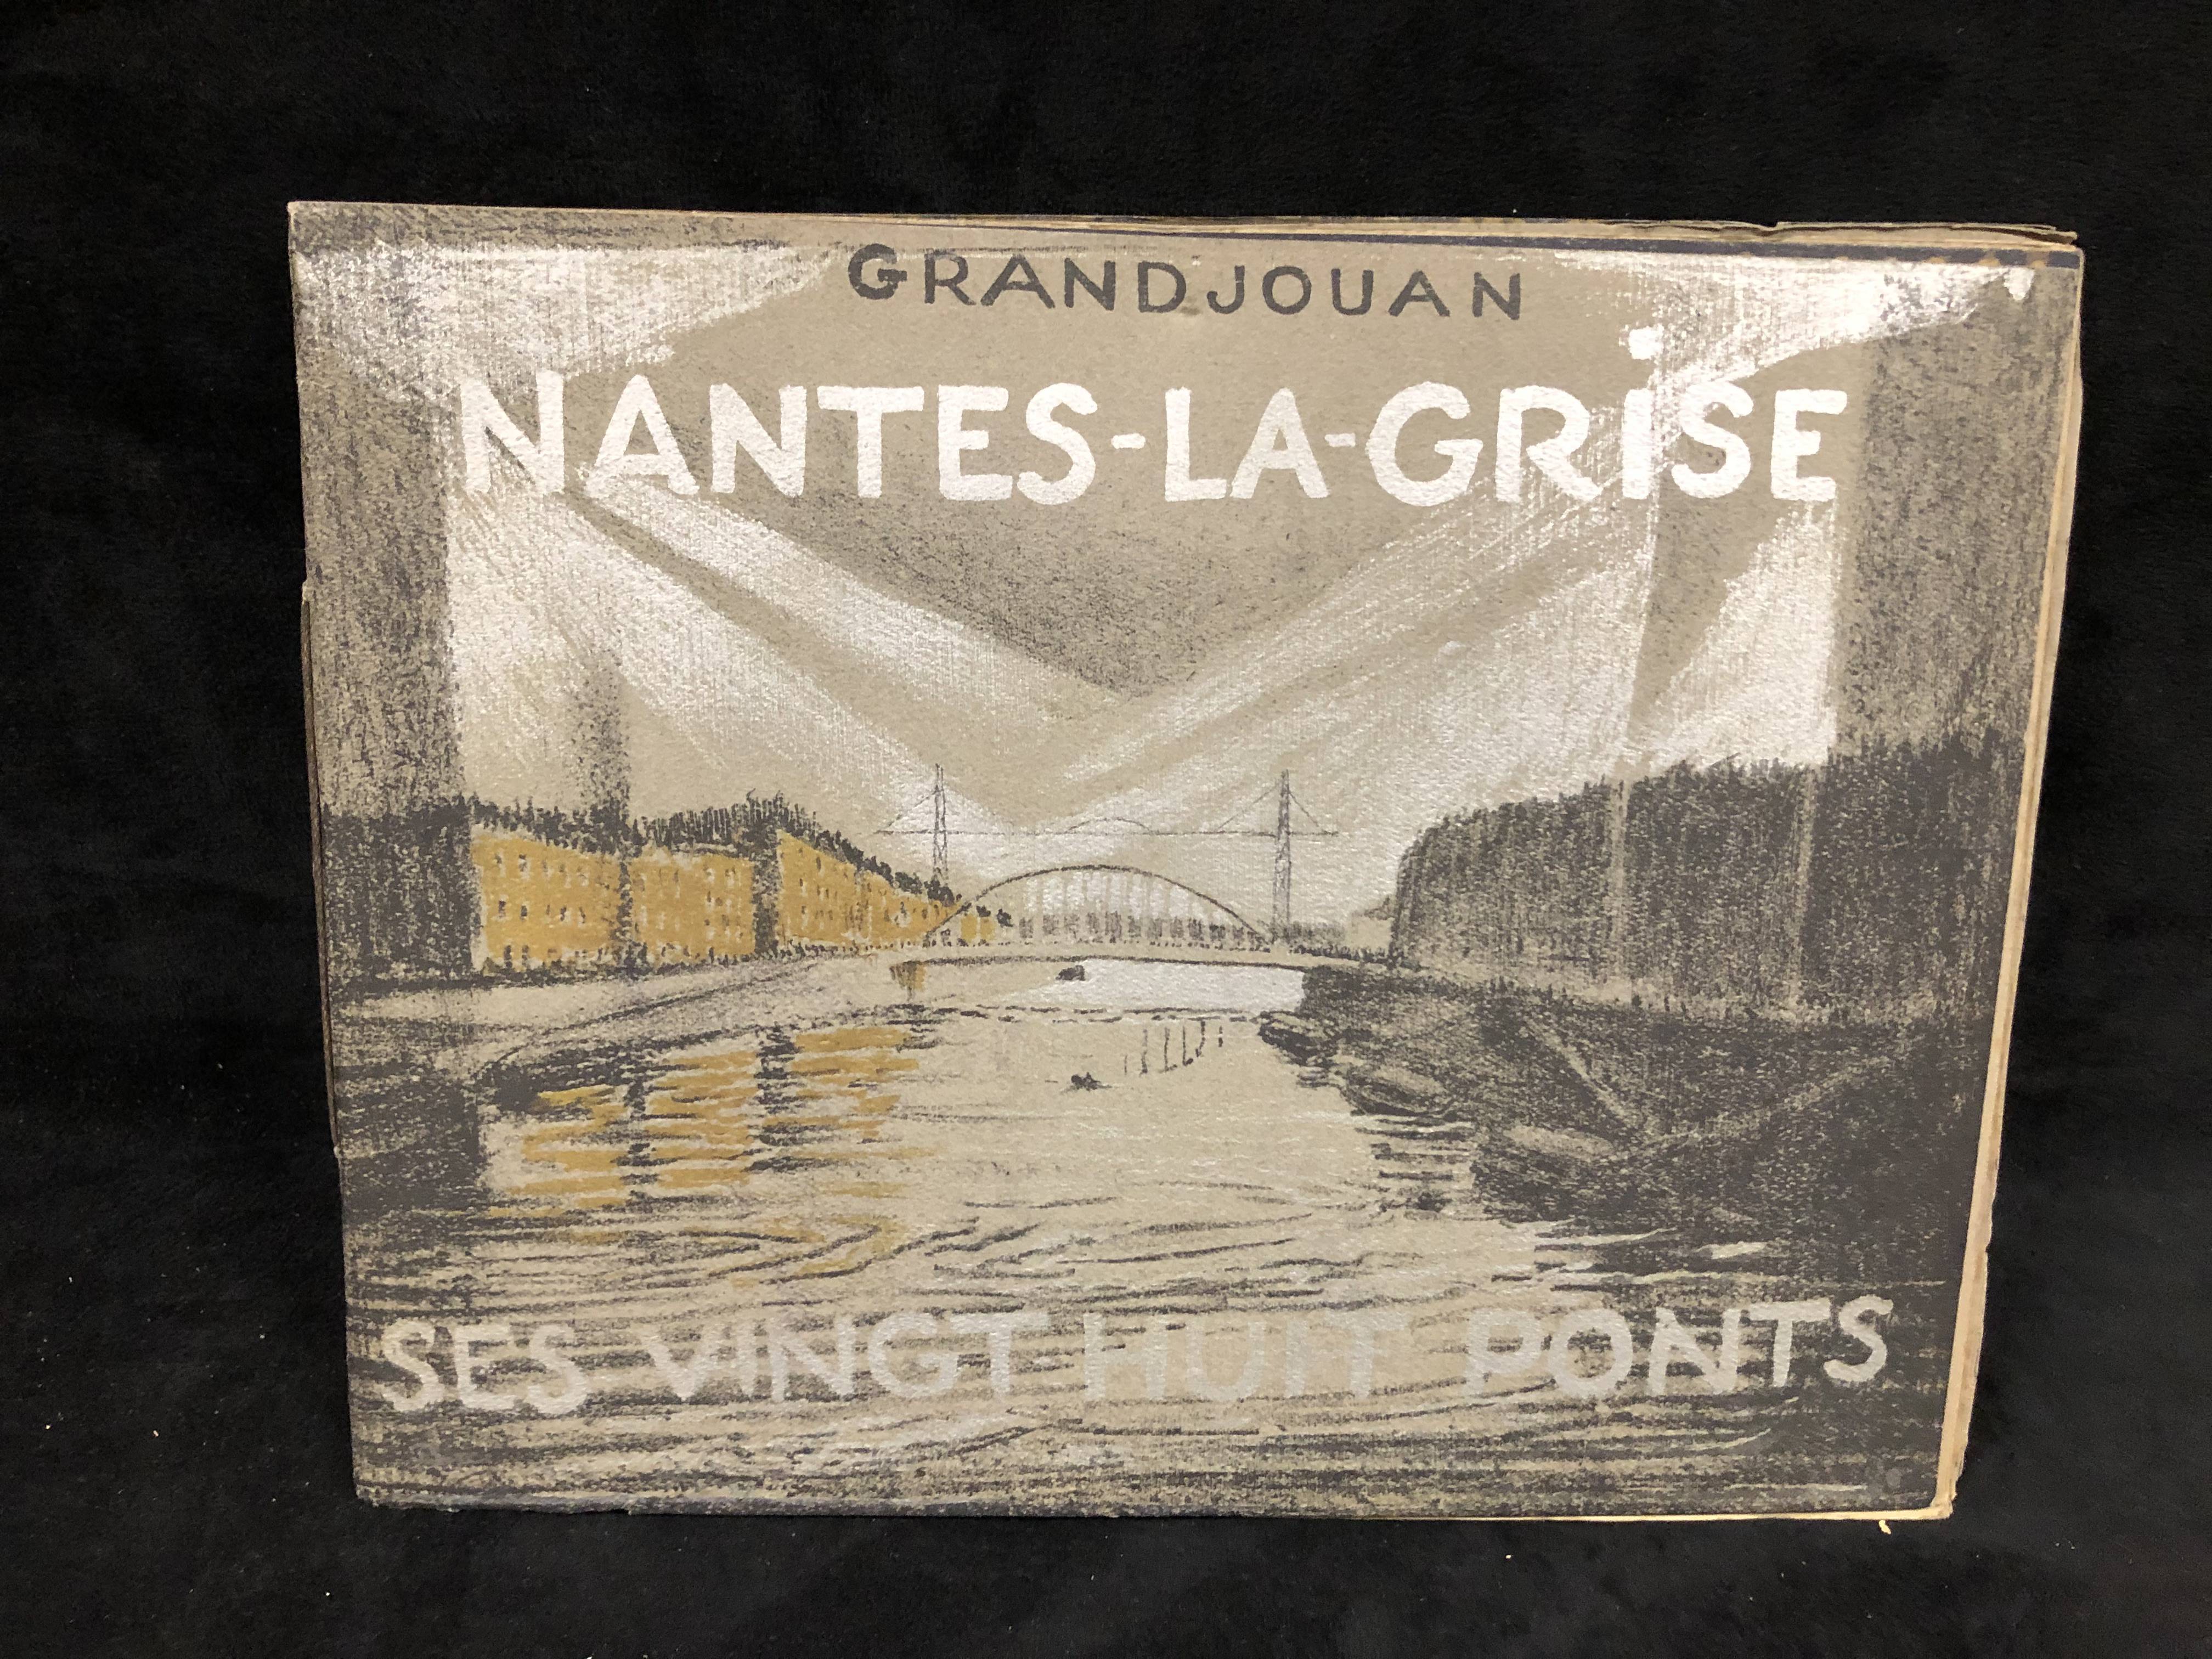 GRANDJOUAN
NANTES-LA-GRiSE
SES VINGT HUIT PONTS